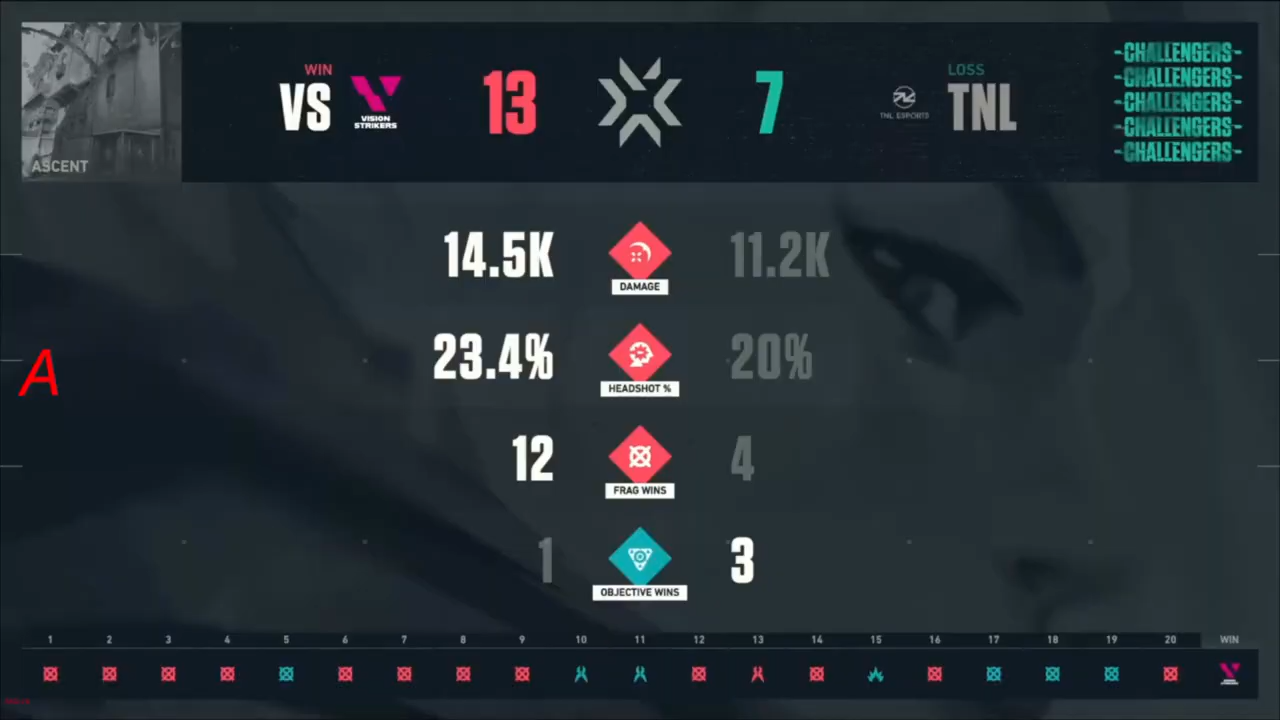 WIN
VS
VISION
STRIKERS
13
7
TNL ESPORTS
LOSS
TNL
-CHALLENGERS-
-CHALLENGERS-
-CHALLENGERS-
-CHALLENGERS-
-CHALLENGERS-
ASCENT
14.5K
DAMAGE
11.2K
A
23.4%
HEADSHOT %
20%
12
FRAG WINS
4
1
OBJECTIVE WINS
3
1 2 3 4 5 6 7 8 9 10 11 12 13 14 15 16 17 18 19 20 WIN